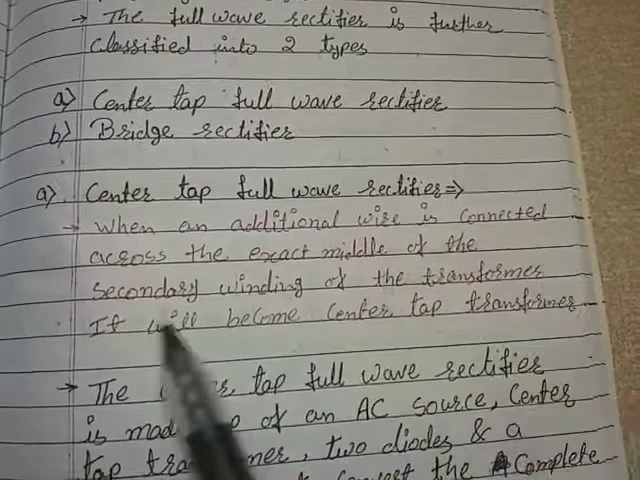 → The full wave rectifier is further
classified into 2 types
a) Center tap full wave rectifier
b) Bridge rectifier
a) Center tap full wave rectifier=>
→ When an additional wire is connected
across the exact middle of the
secondary winding of the transformer
It will become Center tap transformer
→ The tap full wave rectifier
is of an AC source, Center
tap two diodes & a
the Complete